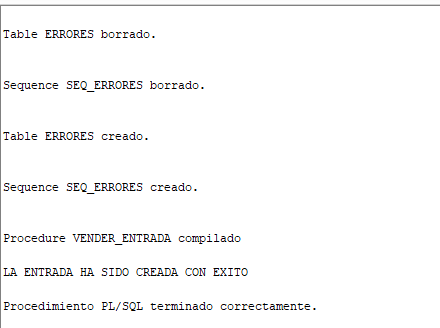 Table ERRORES borrado.
Sequence SEQ_ERRORES borrado.
Table ERRORES creado.
Sequence SEQ_ERRORES creado.
Procedure VENDER_ENTRADA compilado
LA ENTRADA HA SIDO CREADA CON EXITO
Procedimiento PL/SQL terminado correctamente.